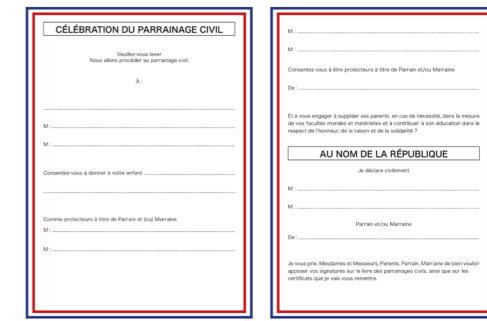 CÉLÉBRATION DU PARRAINAGE CIVIL
Veuillez-vous lever
Nous allons procéder au parrainage civil.
À :
M :
M :
Consentez-vous à donner à votre enfant
Comme protecteurs à titre de Parrain et (ou) Marraine
M :
M :
M :
M :
Consentez-vous à être protecteurs à titre de Parrain et/ou Marraine
De :
Et à vous engager à suppléer ses parents, en cas de nécessité, dans la mesure
de vos facultés morales et matérielles et à contribuer à son éducation dans le
respect de l'honneur, de la raison et de la solidarité ?
AU NOM DE LA RÉPUBLIQUE
Je déclare civilement
M :
M :
Parrain et/ou Marraine
De :
Je vous prie, Mesdames et Messieurs, Parents, Parrain, Marraine de bien vouloir
apposer vos signatures sur le livre des parrainages civils, ainsi que sur les
certificats que je vais vous remettre.